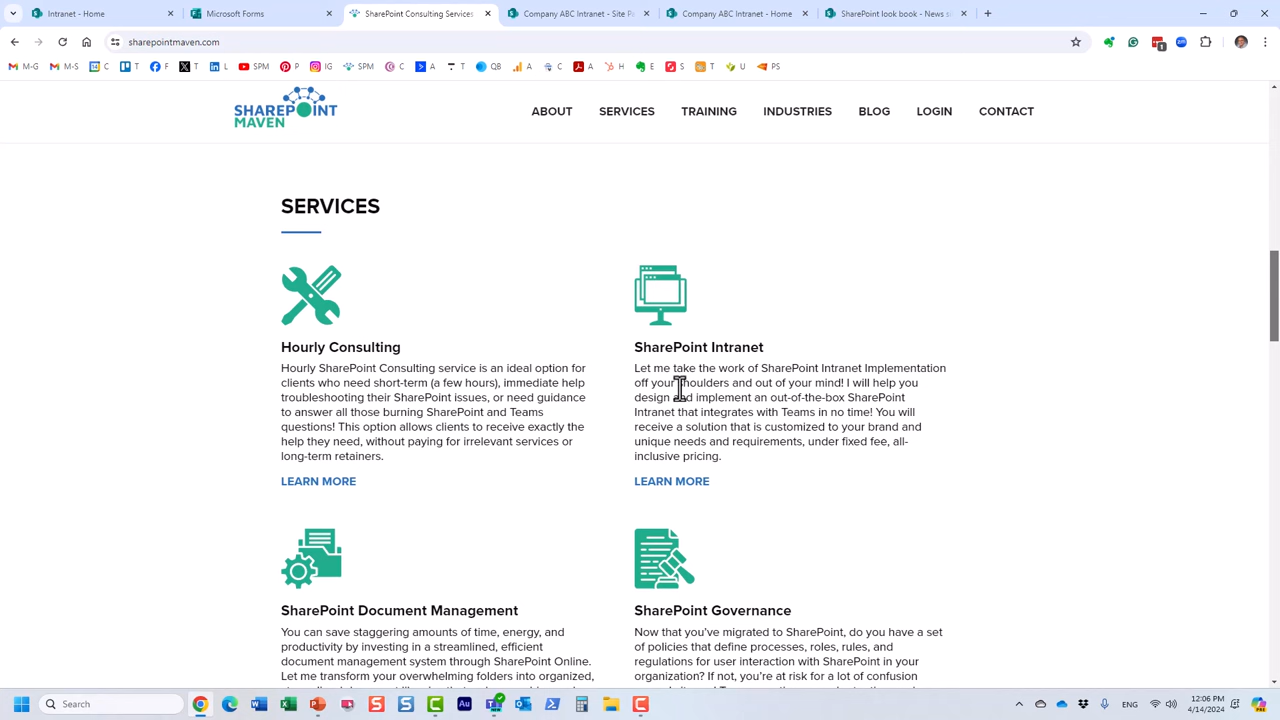 Intranet - Home
Maven Forms
SharePoint Maven | Services
Company ABC Intranet - Site P
Company ABC Intranet - Home
SharePoint look book - News s
sharepointmaven.com
M-G
M-S
C
T
F
T
L
SPM
P
IG
SPM
C
A
T
QB
A
C
A
H
E
S
T
U
PS
SHAREPOINT
MAVEN
ABOUT
SERVICES
TRAINING
INDUSTRIES
BLOG
LOGIN
CONTACT
SERVICES
Hourly Consulting
Hourly SharePoint Consulting service is an ideal option for
clients who need short-term (a few hours), immediate help
troubleshooting their SharePoint issues, or need guidance
to answer all those burning SharePoint and Teams
questions! This option allows clients to receive exactly the
help they need, without paying for irrelevant services or
long-term retainers.
LEARN MORE
SharePoint Intranet
Let me take the work of SharePoint Intranet Implementation
off your shoulders and out of your mind! I will help you
design and implement an out-of-the-box SharePoint
Intranet that integrates with Teams in no time! You will
receive a solution that is customized to your brand and
unique needs and requirements, under fixed fee, all-
inclusive pricing.
LEARN MORE
SharePoint Document Management
You can save staggering amounts of time, energy, and
productivity by investing in a streamlined, efficient
document management system through SharePoint Online.
Let me transform your overwhelming folders into organized,
SharePoint Governance
Now that you've migrated to SharePoint, do you have a set
of policies that define processes, roles, rules, and
regulations for user interaction with SharePoint in your
organization? If not, you're at risk for a lot of confusion
Search
ENG
12:06 PM
4/14/2024